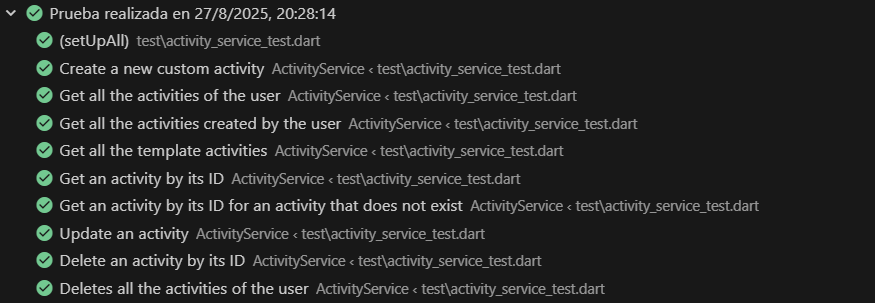 Prueba realizada en 27/8/2025, 20:28:14
(setUpAll) test\activity_service_test.dart
Create a new custom activity ActivityService ‹ test\activity_service_test.dart
Get all the activities of the user ActivityService ‹ test\activity_service_test.dart
Get all the activities created by the user ActivityService ‹ test\activity_service_test.dart
Get all the template activities ActivityService ‹ test\activity_service_test.dart
Get an activity by its ID ActivityService ‹ test\activity_service_test.dart
Get an activity by its ID for an activity that does not exist ActivityService ‹ test\activity_service_test.dart
Update an activity ActivityService ‹ test\activity_service_test.dart
Delete an activity by its ID ActivityService ‹ test\activity_service_test.dart
Deletes all the activities of the user ActivityService ‹ test\activity_service_test.dart